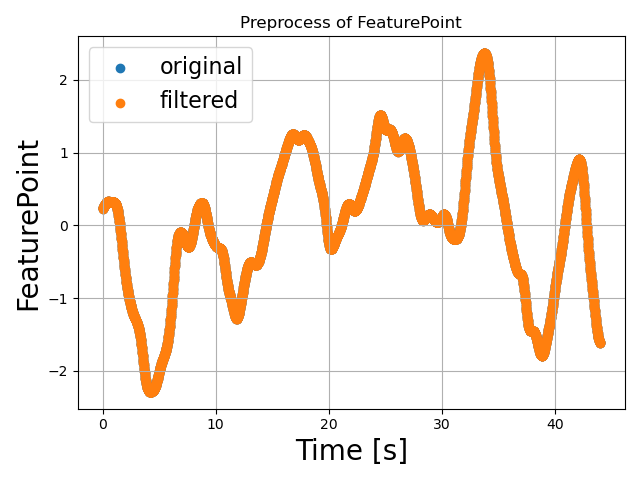 Preprocess of FeaturePoint
original
filtered
FeaturePoint
2
1
0
−1
−2
0
10
20
30
40
Time [s]